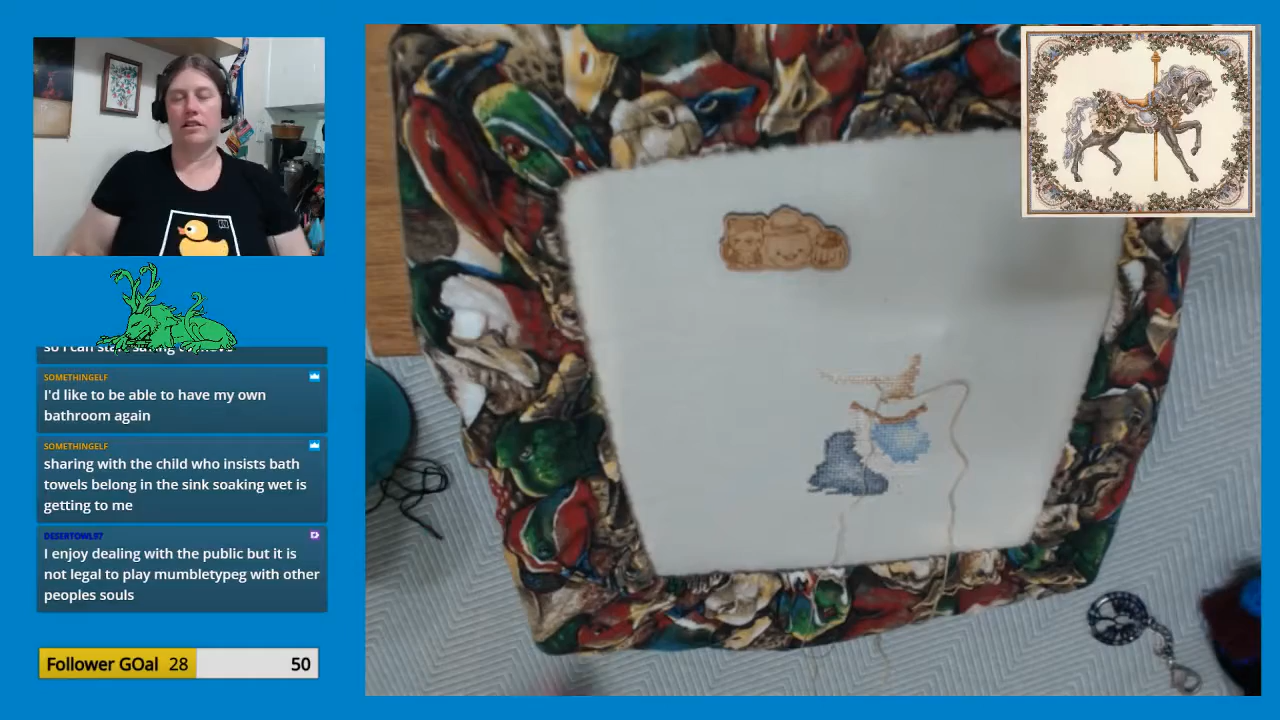 SOMETHINGELF
I'd like to be able to have my own
bathroom again
SOMETHINGELF
sharing with the child who insists bath
towels belong in the sink soaking wet is
getting to me
DESERTOWL97
I enjoy dealing with the public but it is
not legal to play mumbletypeg with other
peoples souls
Follower GOal 28 50